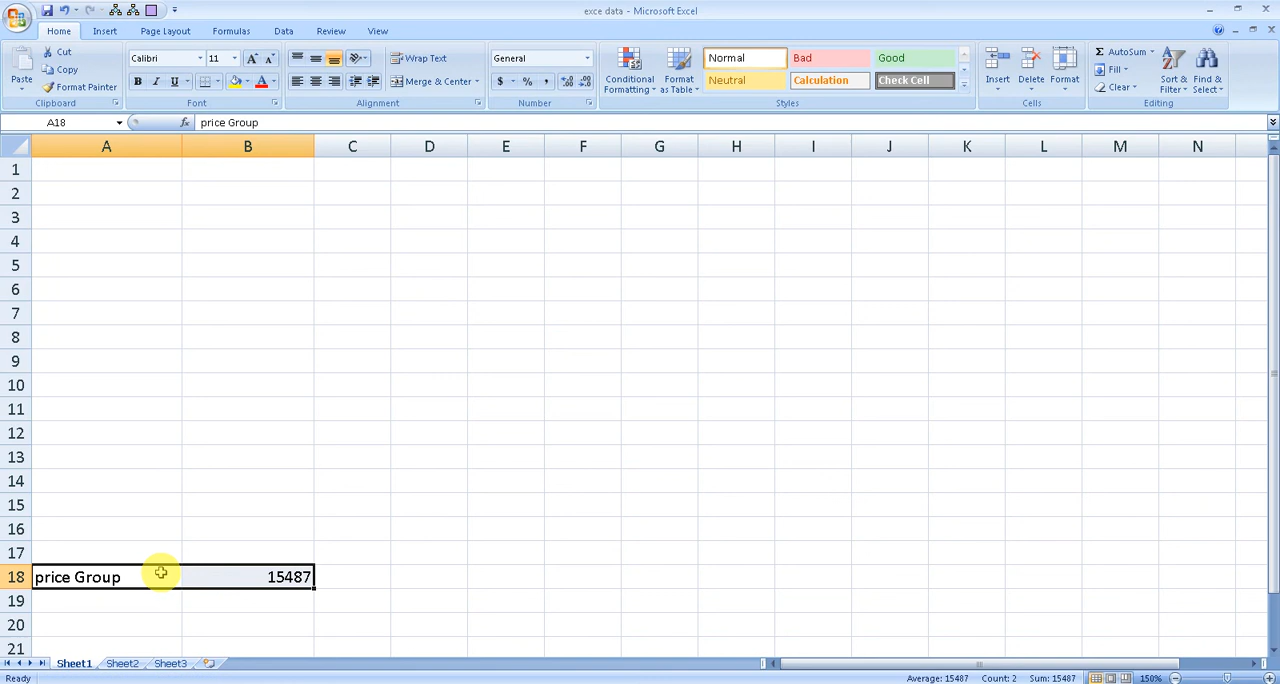 exce data - Microsoft Excel
Home Insert Page Layout Formulas Data Review View
Paste
Cut
Copy
Format Painter
Clipboard
Calibri 11 A A
B I U A
Font
Wrap Text
Merge & Center
Alignment
General
$ % ,
Number
Conditional Formatting
Format as Table
Normal Bad Good
Neutral Calculation Check Cell
Styles
Insert Delete Format
Cells
Σ AutoSum
Fill
Clear
Sort & Filter
Find & Select
Editing
A18 fx price Group
A B C D E F G H I J K L M N
1
2
3
4
5
6
7
8
9
10
11
12
13
14
15
16
17
18 price Group 15487
19
20
21
Sheet1 Sheet2 Sheet3
Ready Average: 15487 Count: 2 Sum: 15487 150%